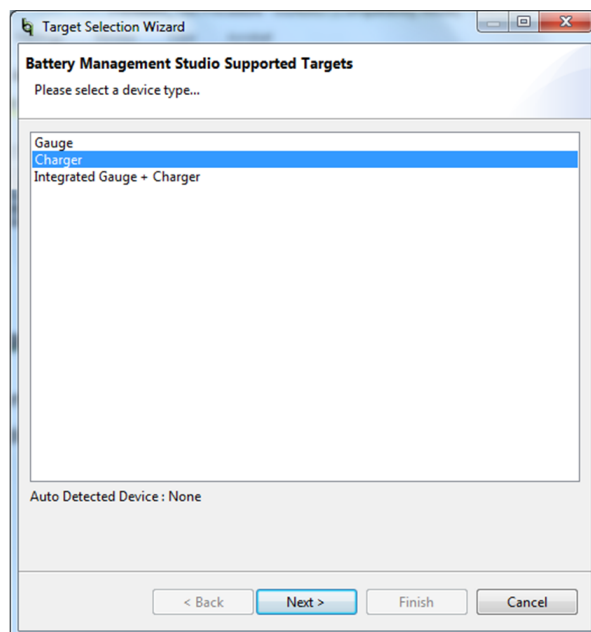 Target Selection Wizard
Battery Management Studio Supported Targets
Please select a device type...
Gauge
Charger
Integrated Gauge + Charger
Auto Detected Device : None
< Back
Next >
Finish
Cancel